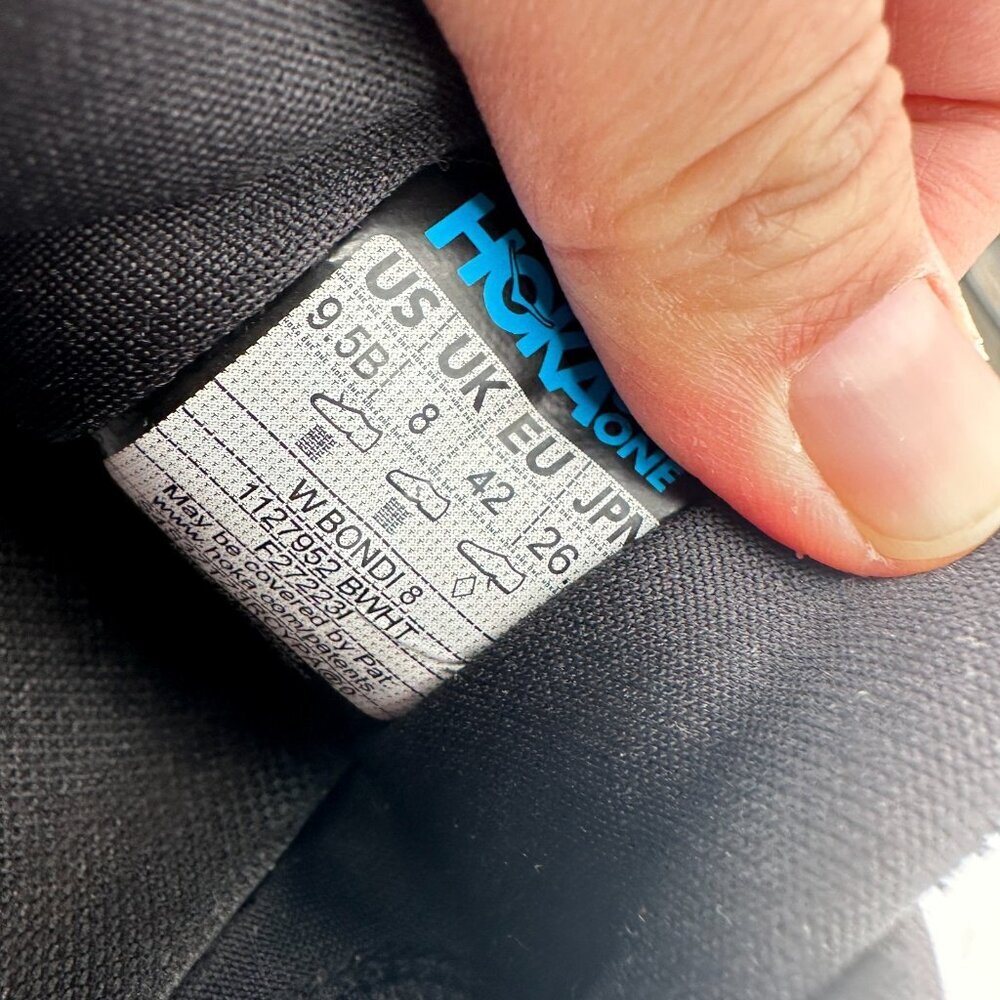 HOKA ONE
US UK EU JPN
9.5B 8 42 26.
W BONDI 8
1127952 BWHT
F27223I
May be covered by Pat
www.hoka.com/patents